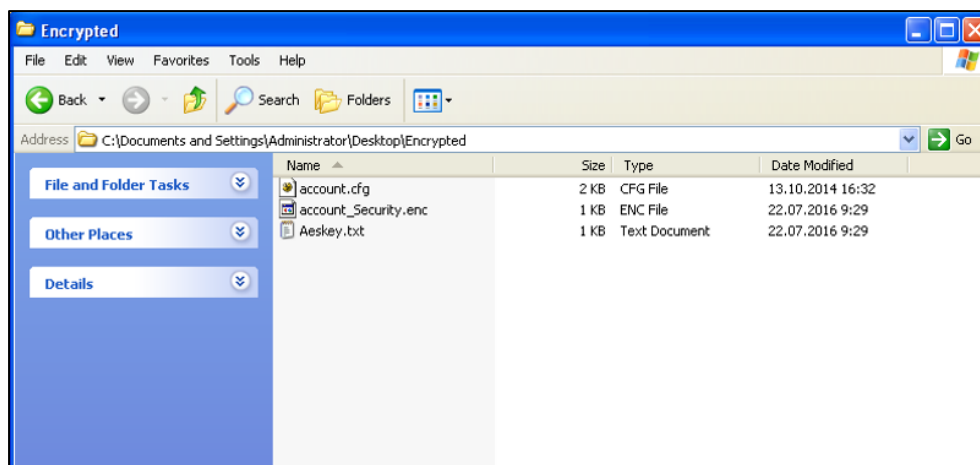 Encrypted
File Edit View Favorites Tools Help
Back Search Folders
Address C:\Documents and Settings\Administrator\Desktop\Encrypted Go
File and Folder Tasks
Other Places
Details
Name Size Type Date Modified
account.cfg 2 KB CFG File 13.10.2014 16:32
account_Security.enc 1 KB ENC File 22.07.2016 9:29
Aeskey.txt 1 KB Text Document 22.07.2016 9:29